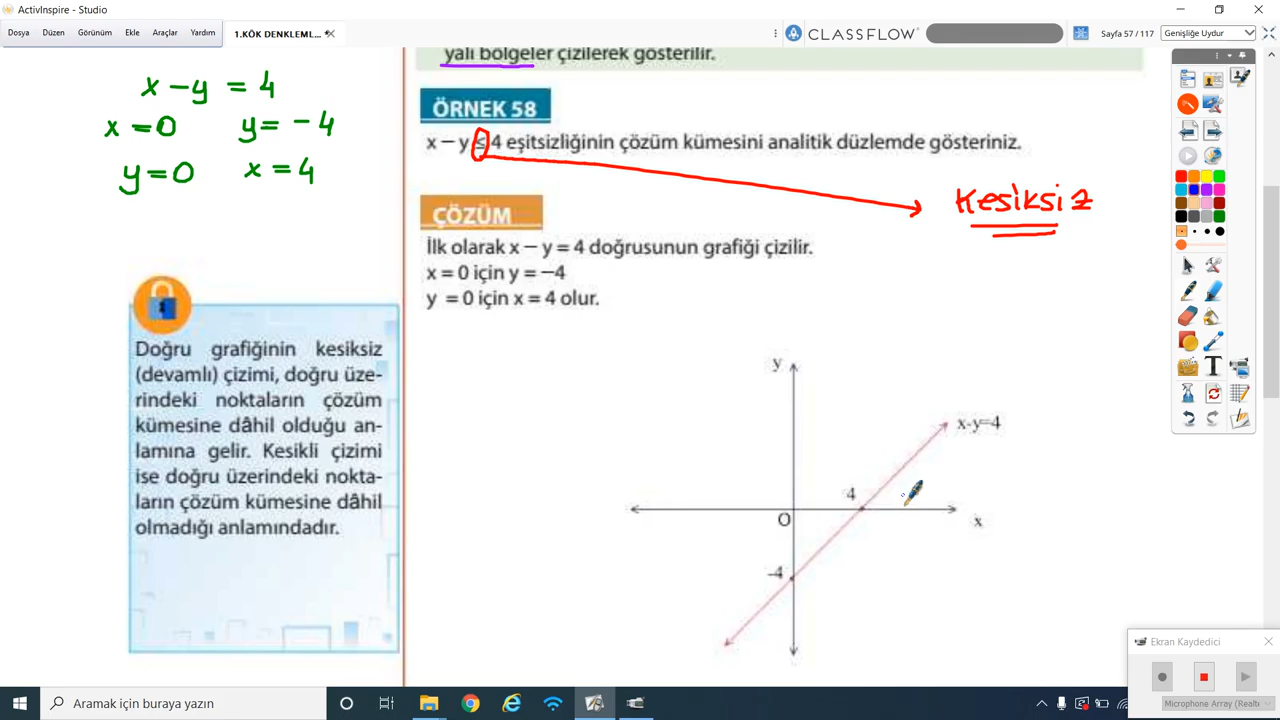 ActivInspire - Studio
Dosya Düzen Görünüm Ekle Araçlar Yardım
1.KÖK DENKLEML...
CLASSFLOW
Sayfa 57 / 117
Genişliğe Uydur
yalı bölgeler çizilerek gösterilir.
x - y = 4
x = 0 y = - 4
y = 0 x = 4
ÖRNEK 58
x − y ≤ 4 eşitsizliğinin çözüm kümesini analitik düzlemde gösteriniz.
Kesiksiz
ÇÖZÜM
İlk olarak x − y = 4 doğrusunun grafiği çizilir.
x = 0 için y = −4
y = 0 için x = 4 olur.
Doğru grafiğinin kesiksiz
(devamlı) çizimi, doğru üze-
rindeki noktaların çözüm
kümesine dâhil olduğu an-
lamına gelir. Kesikli çizimi
ise doğru üzerindeki nokta-
ların çözüm kümesine dâhil
olmadığı anlamındadır.
y
x-y=4
4
O
x
-4
Ekran Kaydedici
Microphone Array (Realt
Aramak için buraya yazın